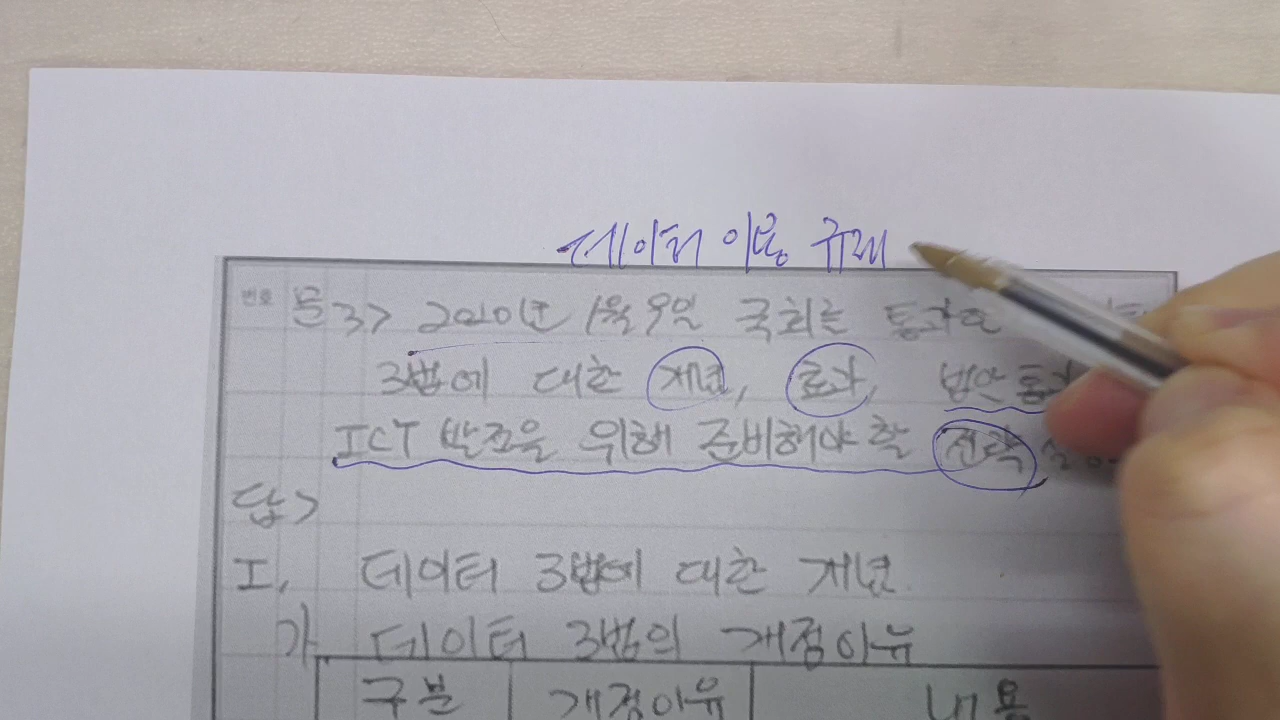 데이터 이용 규제
번호 문3> 2020년 1월 9일 국회는 통과한
3법에 대한 개념, 효과, 법안 통과
ICT 발전을 위해 준비해야 할 전략
답>
I. 데이터 3법에 대한 개념
가. 데이터 3법의 개정이유
구분 개정이유 내용